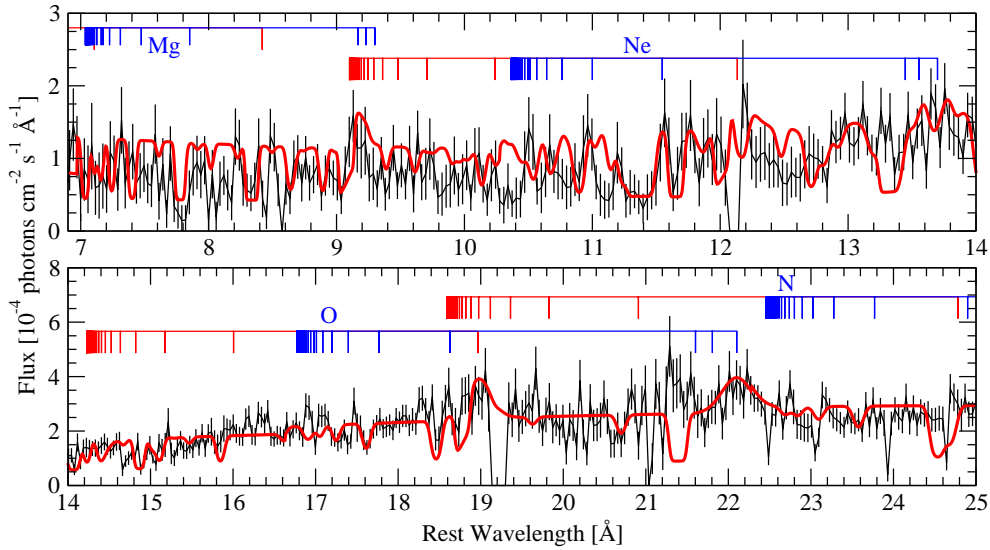 3
Mg
Ne
2
1
0
7 8 9 10 11 12 13 14
Flux [10⁻⁴ photons cm⁻² s⁻¹ Å⁻¹]
8
N
O
6
4
2
0
14 15 16 17 18 19 20 21 22 23 24 25
Rest Wavelength [Å]